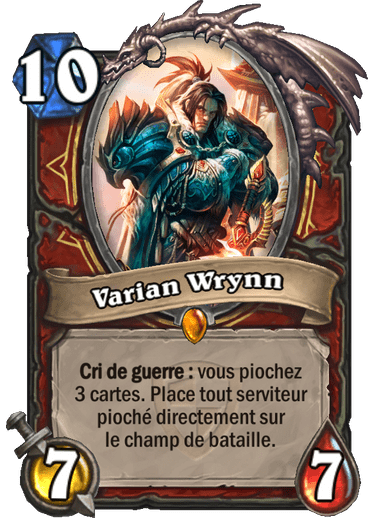 10
Varian Wrynn
Cri de guerre : vous piochez
3 cartes. Place tout serviteur
pioché directement sur
le champ de bataille.
7
7